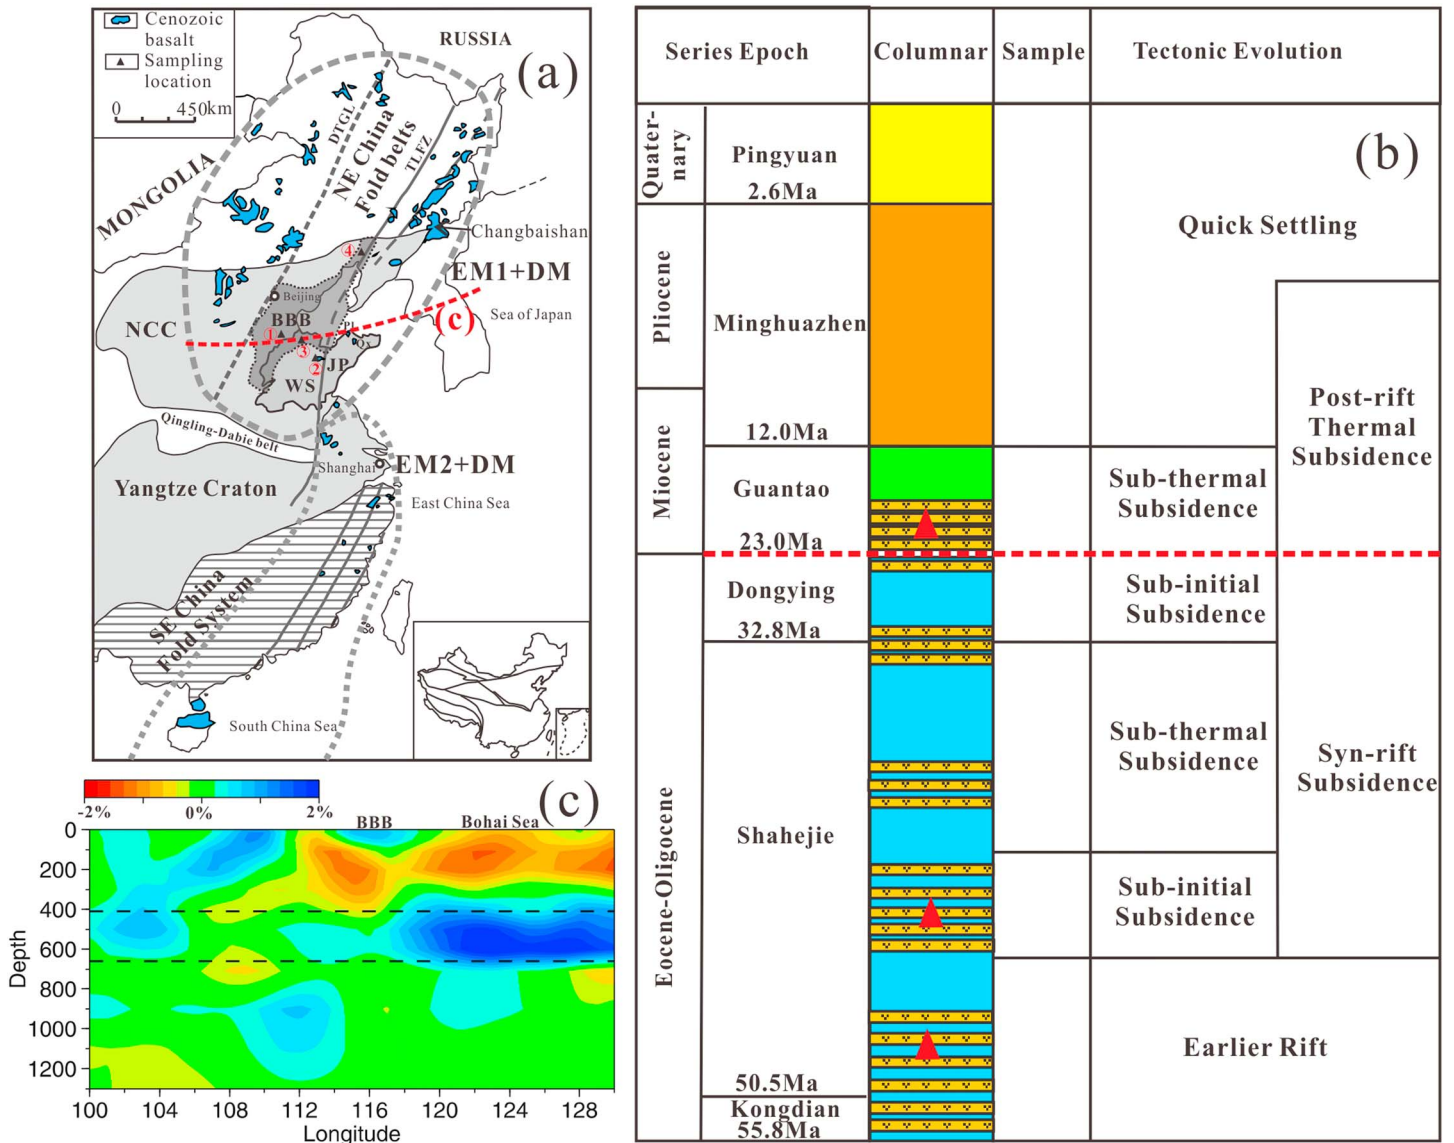 Cenozoic
basalt
Sampling
location
0 450km
RUSSIA
(a)
MONGOLIA
DTGL
NE China
Fold belts
TLFZ
Changbaishan
EM1+DM
4
Beijing
NCC
BBB
1
3
2
(c)
Sea of Japan
JP
WS
Qingling-Dabie belt
Shanghai
EM2+DM
Yangtze Craton
East China Sea
SE China
Fold System
South China Sea
Series Epoch Columnar Sample Tectonic Evolution
(b)
Quater-
nary
Pingyuan
2.6Ma
Quick Settling
Pliocene
Minghuazhen
12.0Ma
Miocene
Guantao
23.0Ma
Sub-thermal
Subsidence
Post-rift
Thermal
Subsidence
Eocene-Oligocene
Dongying
32.8Ma
Sub-initial
Subsidence
Shahejie
Sub-thermal
Subsidence
Syn-rift
Subsidence
Sub-initial
Subsidence
50.5Ma
Earlier Rift
Kongdian
55.8Ma
(c)
-2% 0% 2%
BBB Bohai Sea
Depth
0
200
400
600
800
1000
1200
100 104 108 112 116 120 124 128
Longitude